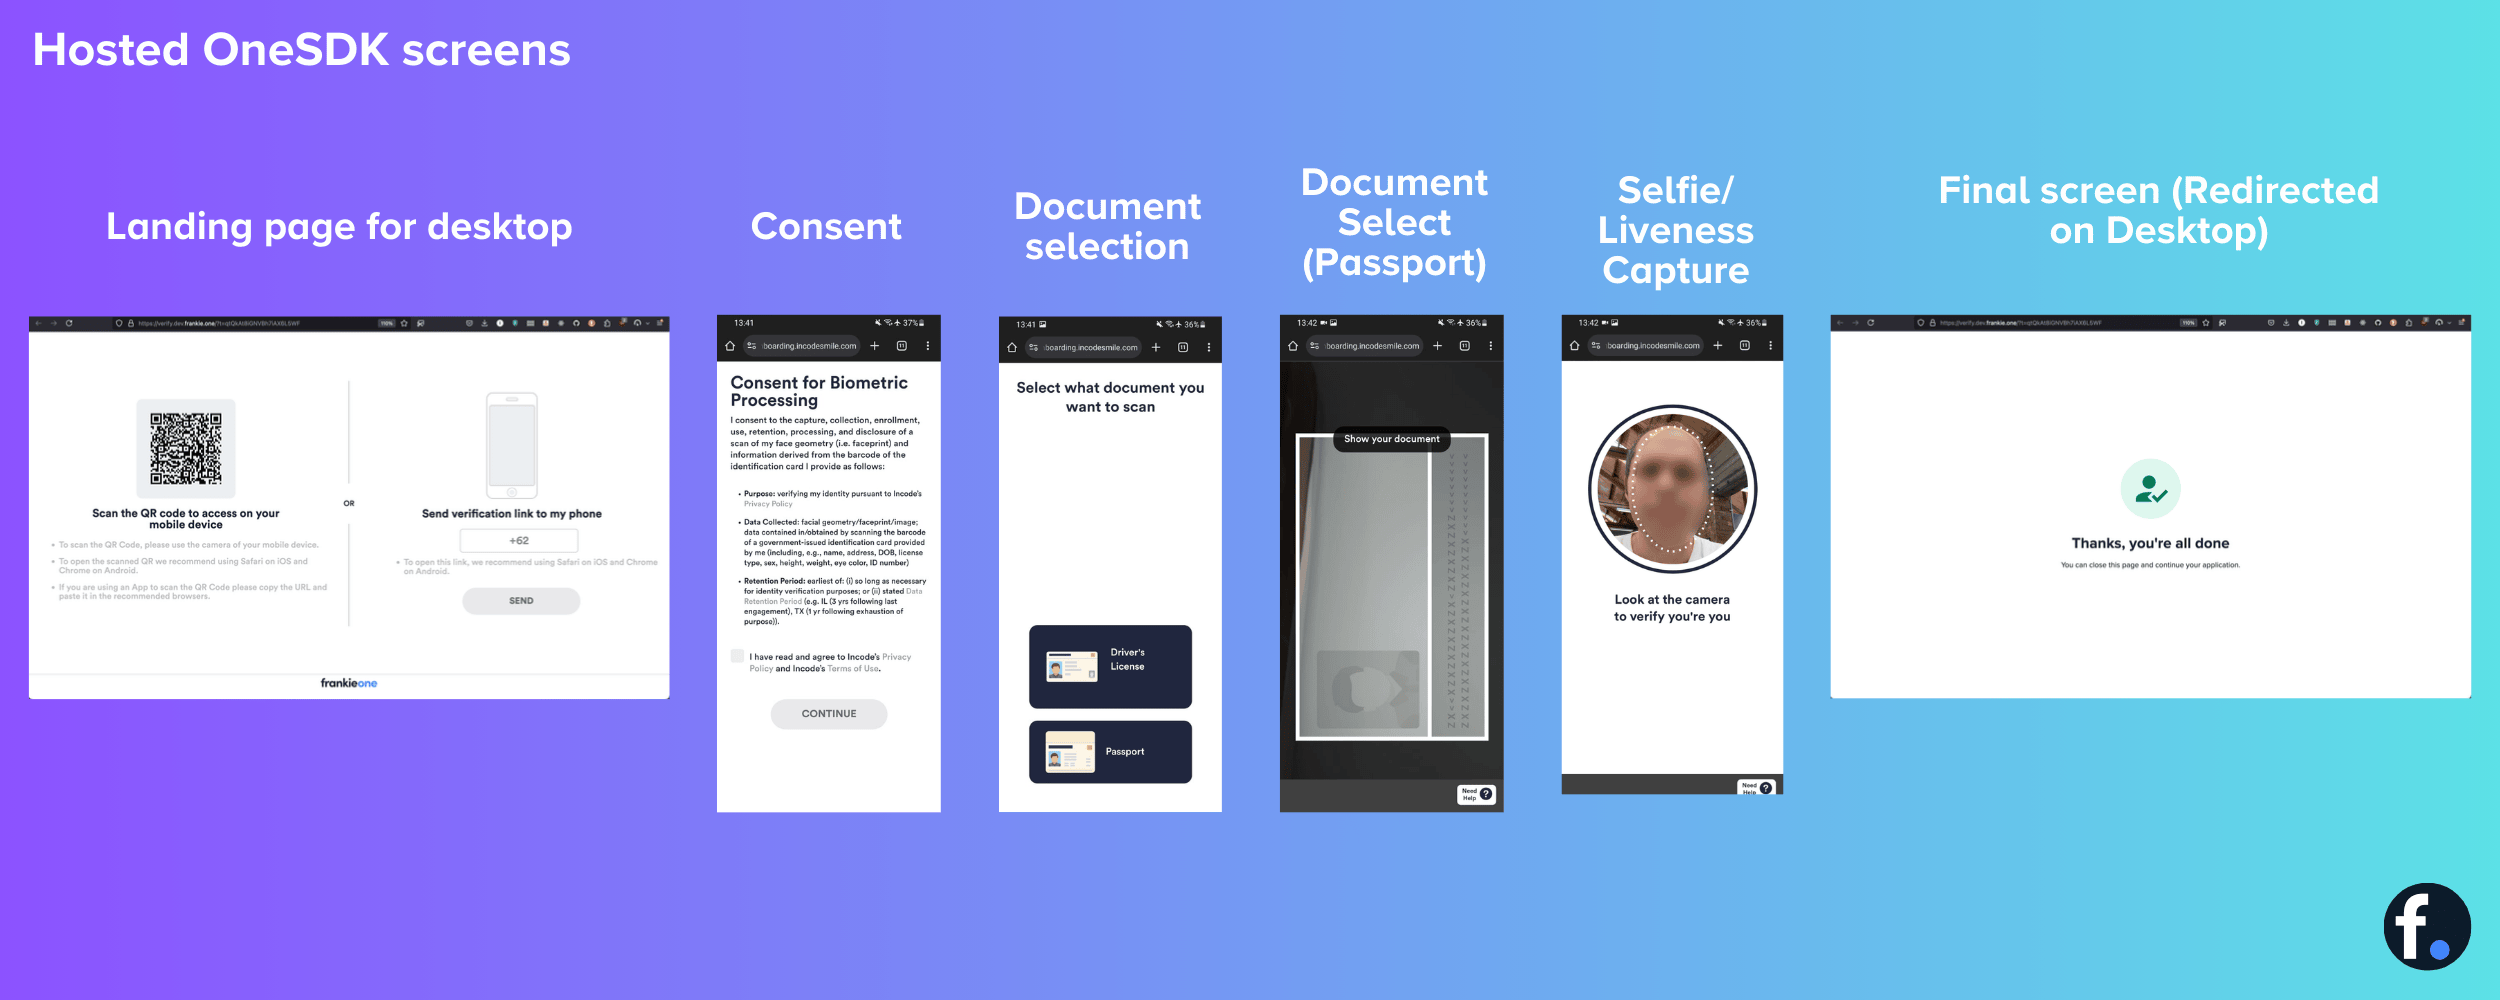 Hosted OneSDK screens
Landing page for desktop
Scan the QR code to access on your
mobile device
• To scan the QR Code, please use the camera of your mobile device.
• To open the scanned QR we recommend using Safari on iOS and
Chrome on Android.
• If you are using an App to scan the QR Code please copy the URL and
paste it in the recommended browsers.
OR
Send verification link to my phone
+62
• To open this link, we recommend using Safari on iOS and Chrome
on Android.
SEND
frankieone
Consent
13:41
37%
boarding.incodesmile.com
Consent for Biometric
Processing
I consent to the capture, collection, enrollment,
use, retention, processing, and disclosure of a
scan of my face geometry (i.e. faceprint) and
information derived from the barcode of the
identification card I provide as follows:
• Purpose: verifying my identity pursuant to Incode's
Privacy Policy
• Data Collected: facial geometry/faceprint/image;
data contained in/obtained by scanning the barcode
of a government-issued identification card provided
by me (including, e.g., name, address, DOB, license
type, sex, height, weight, eye color, ID number)
• Retention Period: earliest of: (i) so long as necessary
for identity verification purposes; or (ii) stated Data
Retention Period (e.g. IL (3 yrs following last
engagement), TX (1 yr following exhaustion of
purpose)).
I have read and agree to Incode's Privacy
Policy and Incode's Terms of Use.
CONTINUE
Document
selection
13:41
36%
boarding.incodesmile.com
Select what document you
want to scan
Driver's
License
Passport
Document
Select
(Passport)
13:42
36%
boarding.incodesmile.com
Show your document
Need
Help
?
Selfie/
Liveness
Capture
13:42
36%
boarding.incodesmile.com
Look at the camera
to verify you're you
Need
Help
?
Final screen (Redirected
on Desktop)
110%
Thanks, you're all done
You can close this page and continue your application.
f.